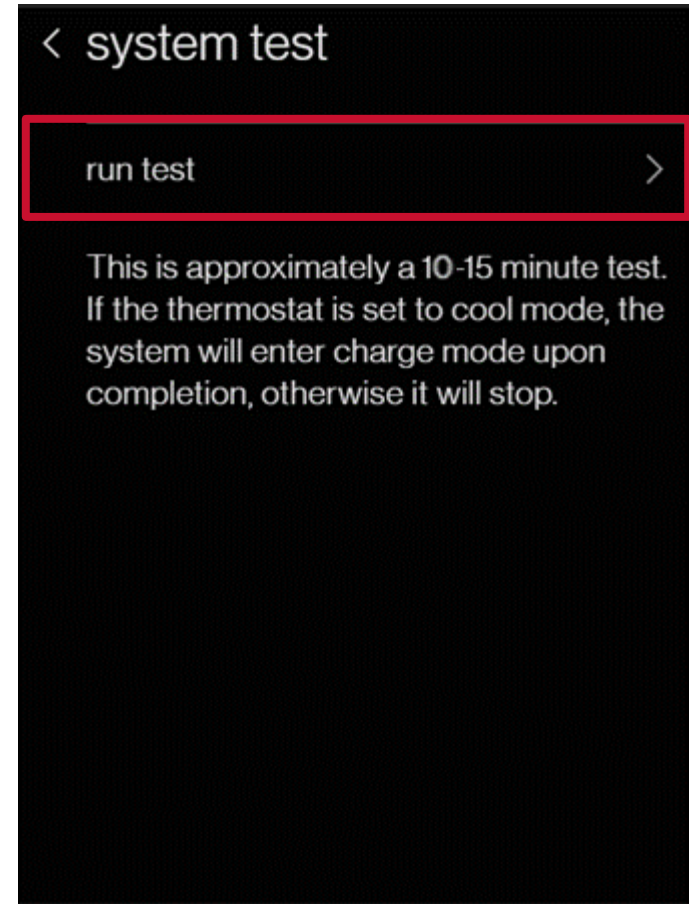 system test
run test
This is approximately a 10-15 minute test.
If the thermostat is set to cool mode, the
system will enter charge mode upon
completion, otherwise it will stop.